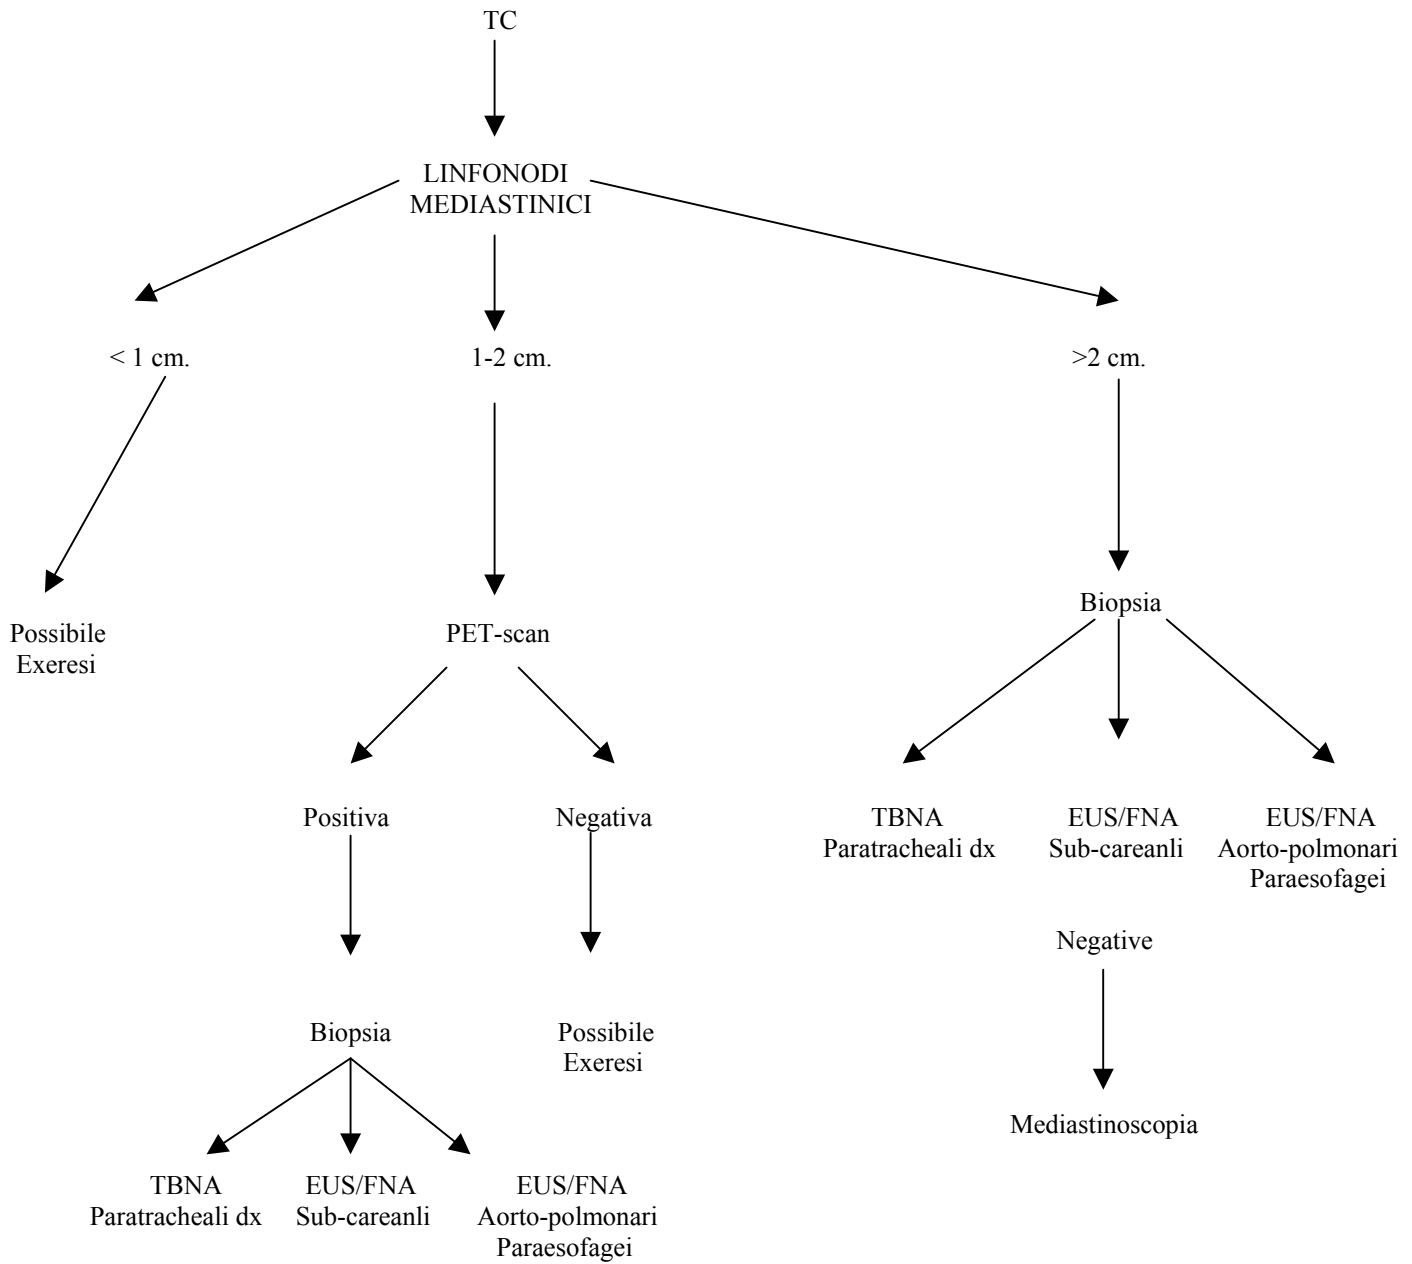 TC
LINFONODI
MEDIASTINICI
< 1 cm.
1-2 cm.
>2 cm.
Possibile
Exeresi
PET-scan
Biopsia
Positiva
Negativa
TBNA
Paratracheali dx
EUS/FNA
Sub-careanli
EUS/FNA
Aorto-polmonari
Paraesofagei
Negative
Biopsia
Possibile
Exeresi
Mediastinoscopia
TBNA
Paratracheali dx
EUS/FNA
Sub-careanli
EUS/FNA
Aorto-polmonari
Paraesofagei